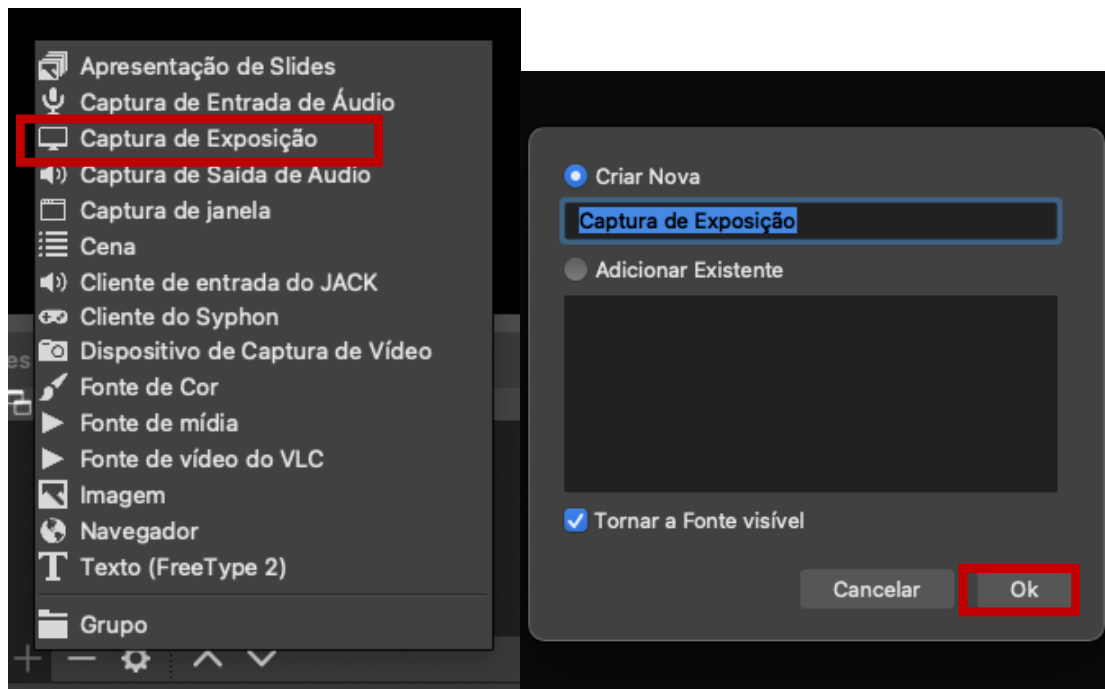 Apresentação de Slides
Captura de Entrada de Áudio
Captura de Exposição
Captura de Saída de Áudio
Captura de janela
Cena
Cliente de entrada do JACK
Cliente do Syphon
Dispositivo de Captura de Vídeo
Fonte de Cor
Fonte de mídia
Fonte de vídeo do VLC
Imagem
Navegador
Texto (FreeType 2)
Grupo
es
Criar Nova
Captura de Exposição
Adicionar Existente
Tornar a Fonte visível
Cancelar
Ok